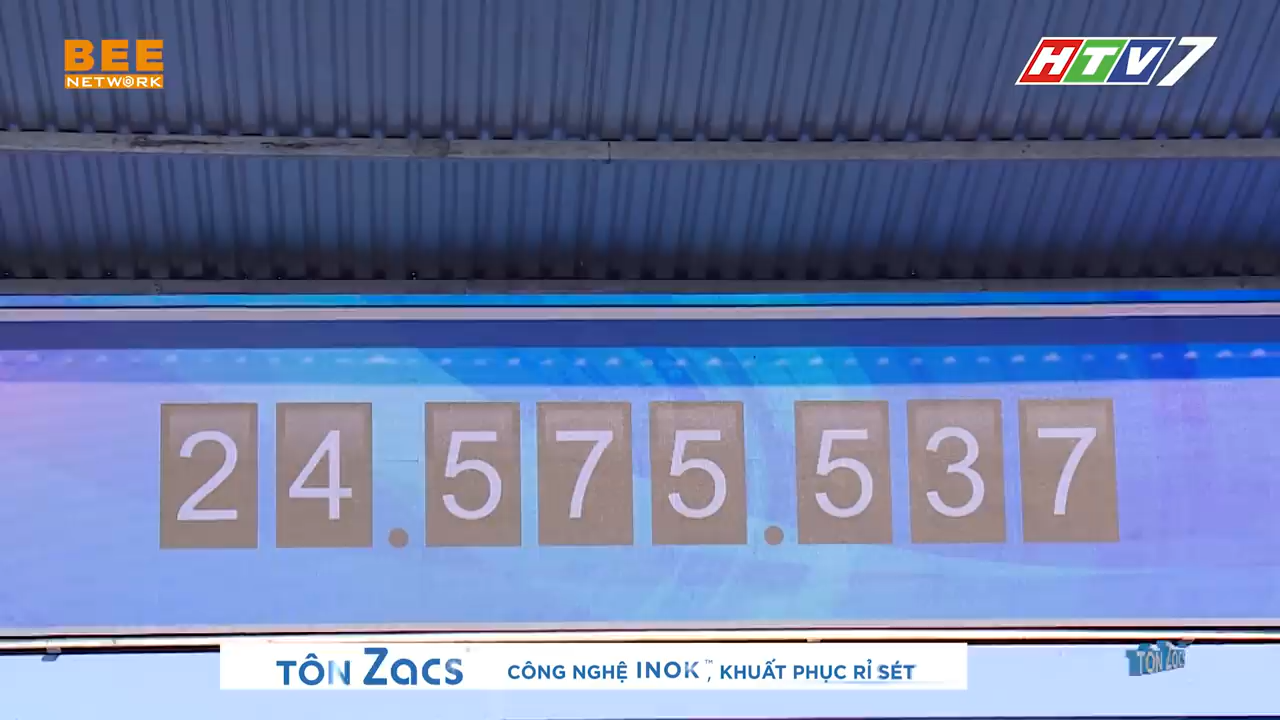 BEE
NETWORK
HTV7
24.575.537
TÔN Zacs CÔNG NGHỆ INOK™, KHUẤT PHỤC RỈ SÉT
TÔN Zacs